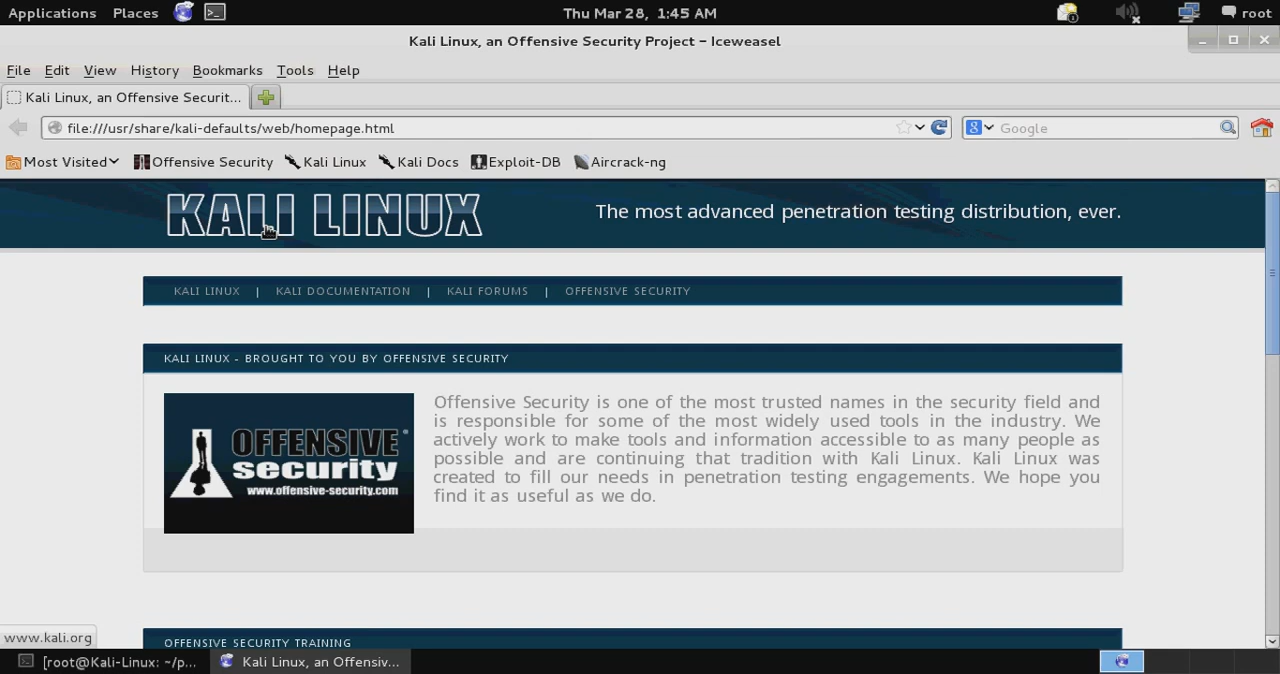 Applications Places Thu Mar 28, 1:45 AM root
Kali Linux, an Offensive Security Project - Iceweasel
File Edit View History Bookmarks Tools Help
Kali Linux, an Offensive Securit...
file:///usr/share/kali-defaults/web/homepage.html Google
Most Visited Offensive Security Kali Linux Kali Docs Exploit-DB Aircrack-ng
KALI LINUX The most advanced penetration testing distribution, ever.
KALI LINUX | KALI DOCUMENTATION | KALI FORUMS | OFFENSIVE SECURITY
KALI LINUX - BROUGHT TO YOU BY OFFENSIVE SECURITY
OFFENSIVE®
security
www.offensive-security.com
Offensive Security is one of the most trusted names in the security field and
is responsible for some of the most widely used tools in the industry. We
actively work to make tools and information accessible to as many people as
possible and are continuing that tradition with Kali Linux. Kali Linux was
created to fill our needs in penetration testing engagements. We hope you
find it as useful as we do.
OFFENSIVE SECURITY TRAINING
www.kali.org
[root@Kali-Linux: ~/p... Kali Linux, an Offensiv...